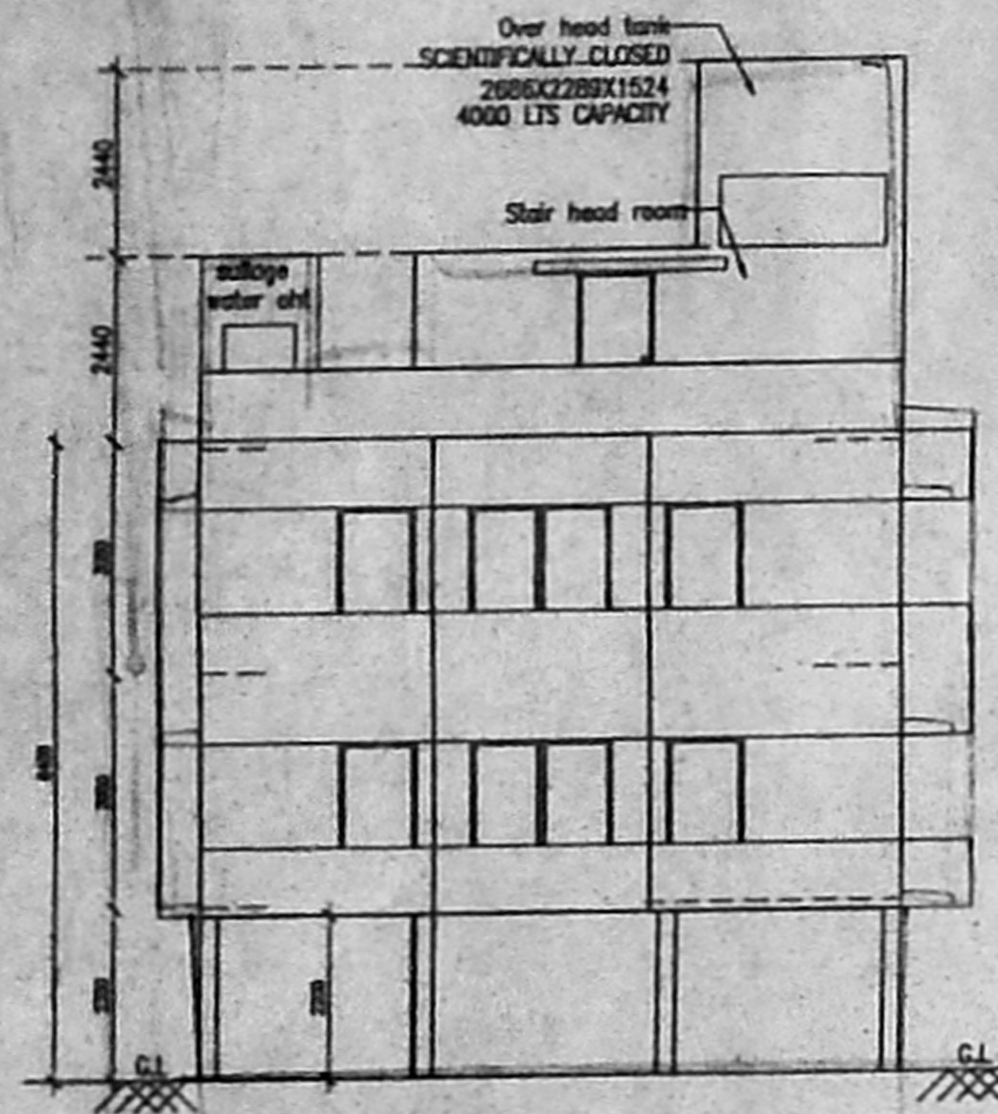 Over head tank
SCIENTIFICALLY CLOSED
2686X2289X1524
4000 LTS CAPACITY
2440
Stair head room
sullage
water oht
2440
G.L
G.L